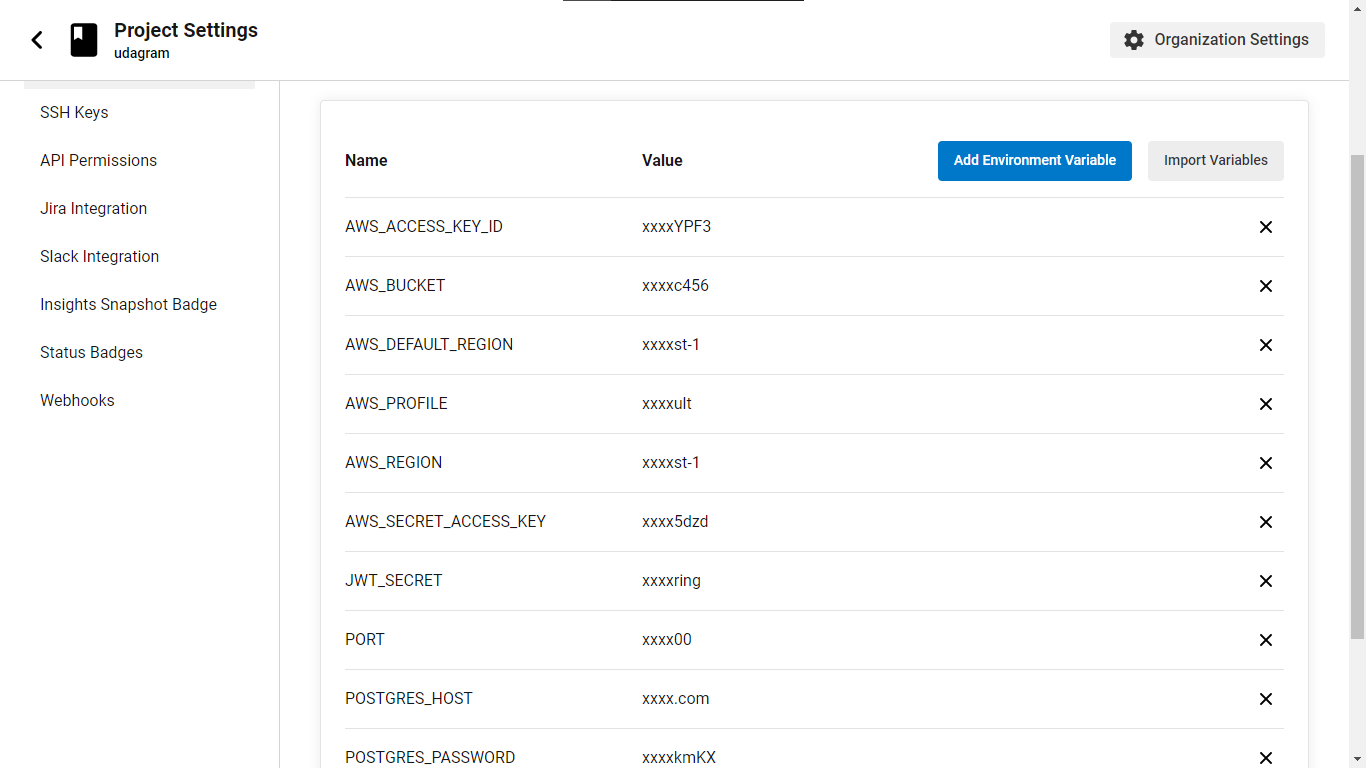 Project Settings
udagram
Organization Settings
SSH Keys
API Permissions
Jira Integration
Slack Integration
Insights Snapshot Badge
Status Badges
Webhooks
Name Value Add Environment Variable Import Variables
AWS_ACCESS_KEY_ID xxxxYPF3
AWS_BUCKET xxxxc456
AWS_DEFAULT_REGION xxxxst-1
AWS_PROFILE xxxxult
AWS_REGION xxxxst-1
AWS_SECRET_ACCESS_KEY xxxx5dzd
JWT_SECRET xxxxring
PORT xxxx00
POSTGRES_HOST xxxx.com
POSTGRES_PASSWORD xxxxkmKX